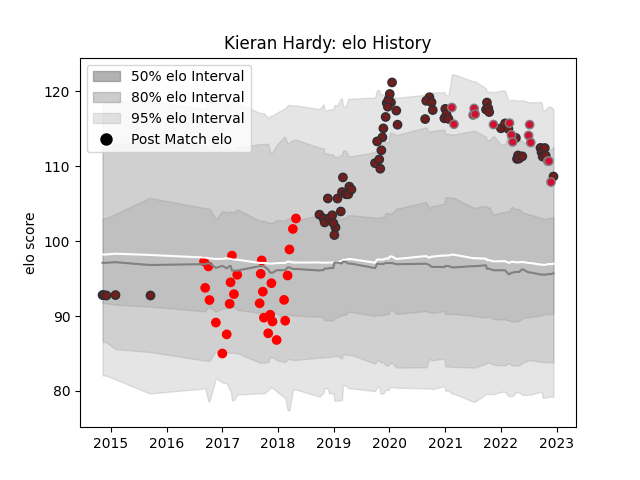 Kieran Hardy: elo History
50% elo Interval
80% elo Interval
95% elo Interval
Post Match elo
elo score
120
110
100
90
80
2015 2016 2017 2018 2019 2020 2021 2022 2023